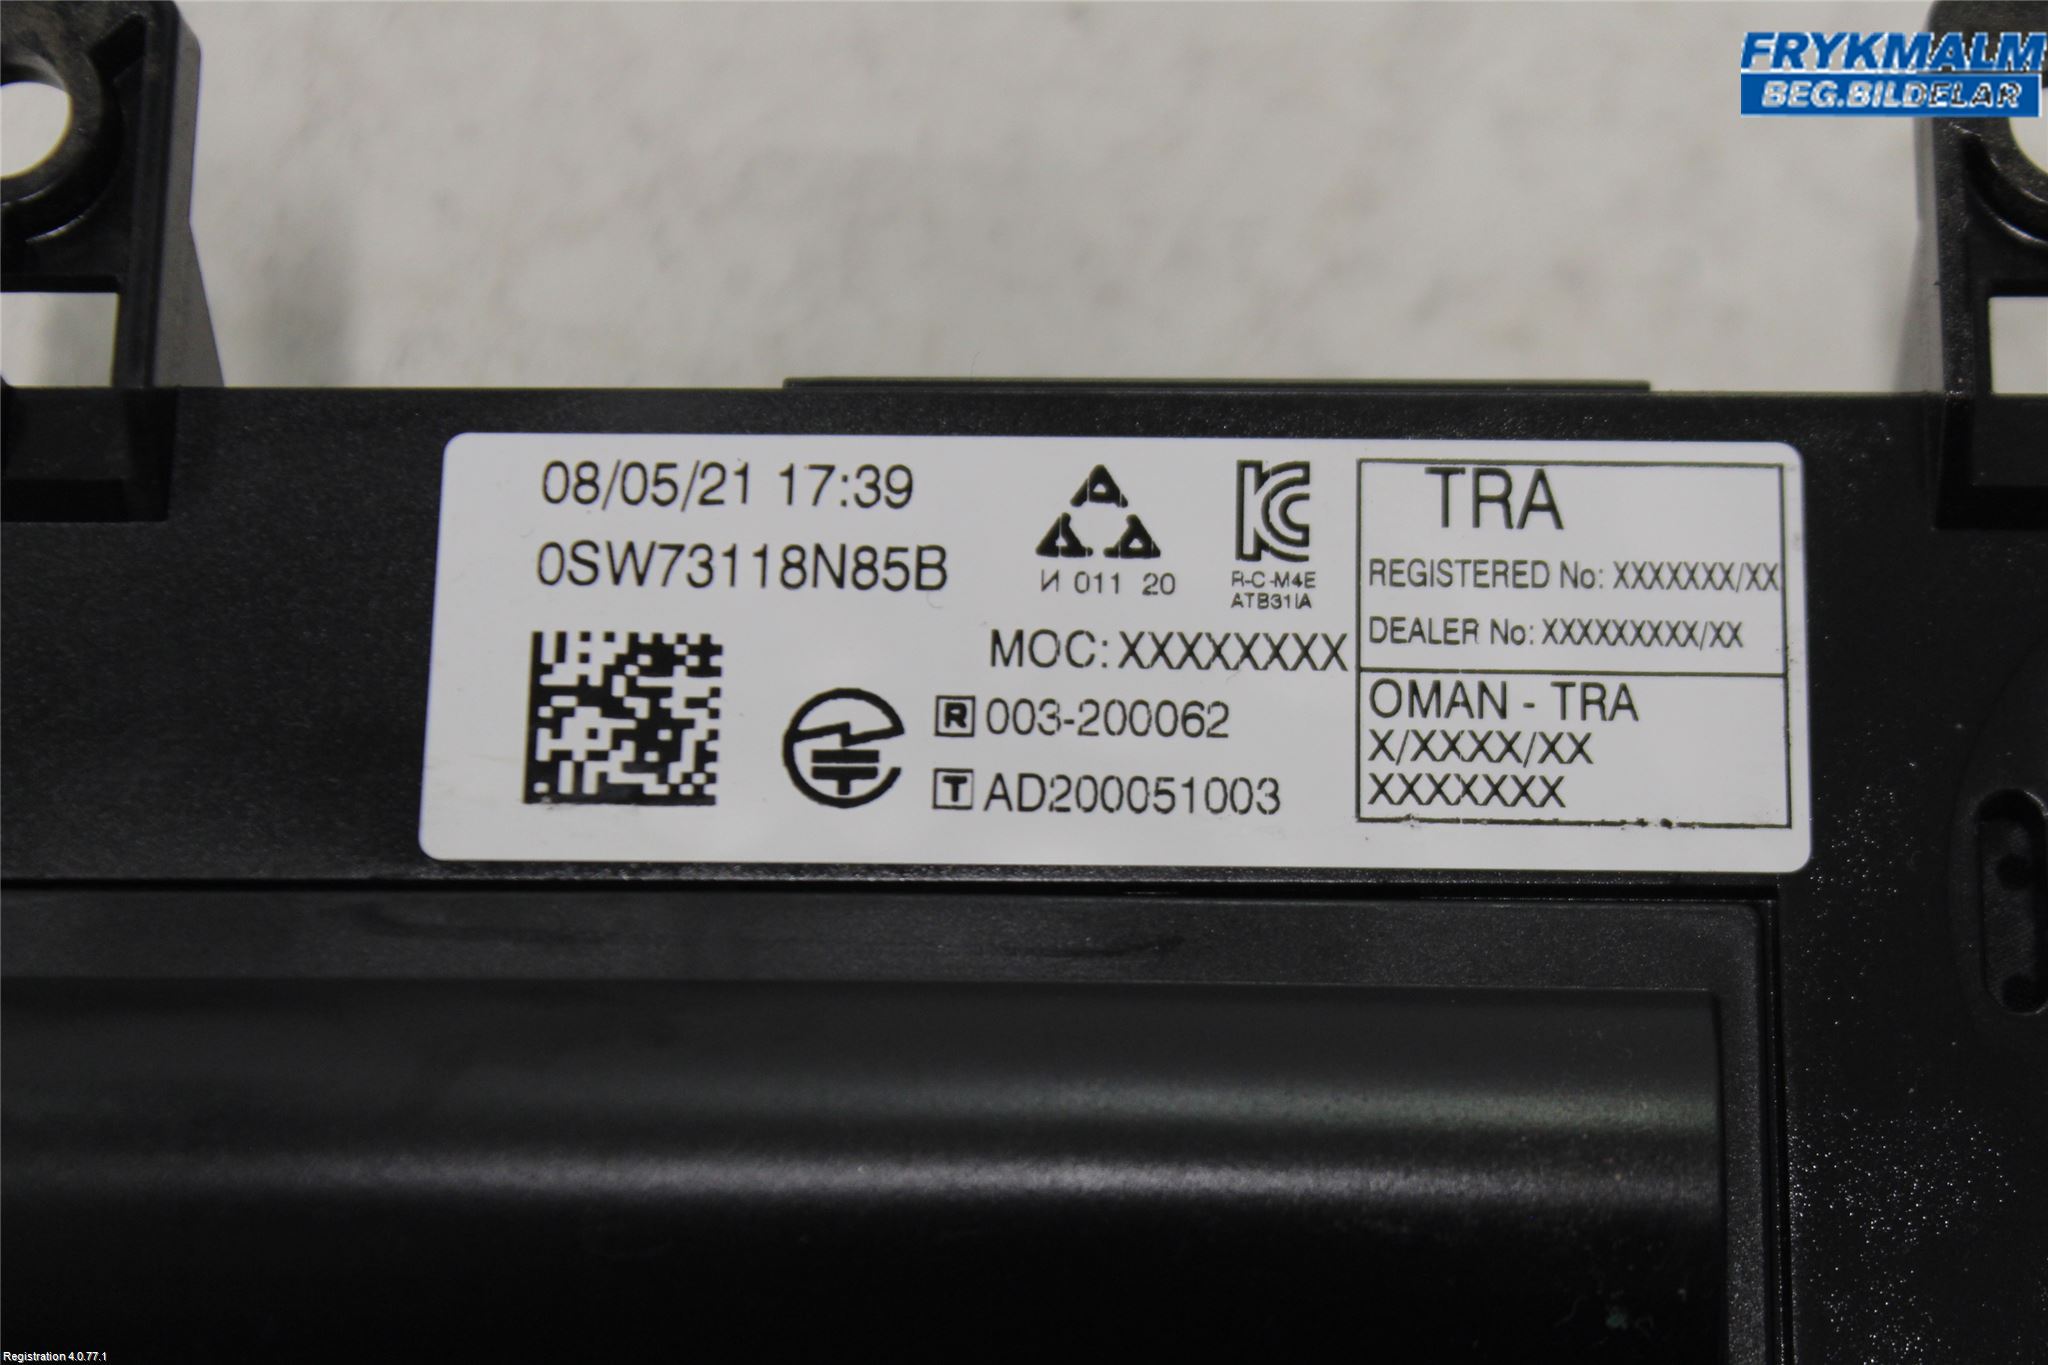 FRYKMALM
BEG.BILDELAR
08/05/21 17:39
0SW73118N85B
И 011 20
R-C-M4E
ATB31IA
MOC: XXXXXXXX
R 003-200062
T AD200051003
TRA
REGISTERED No: XXXXXXX/XX
DEALER No: XXXXXXXXX/XX
OMAN - TRA
X/XXXX/XX
XXXXXXX
Registration 4.0.77.1